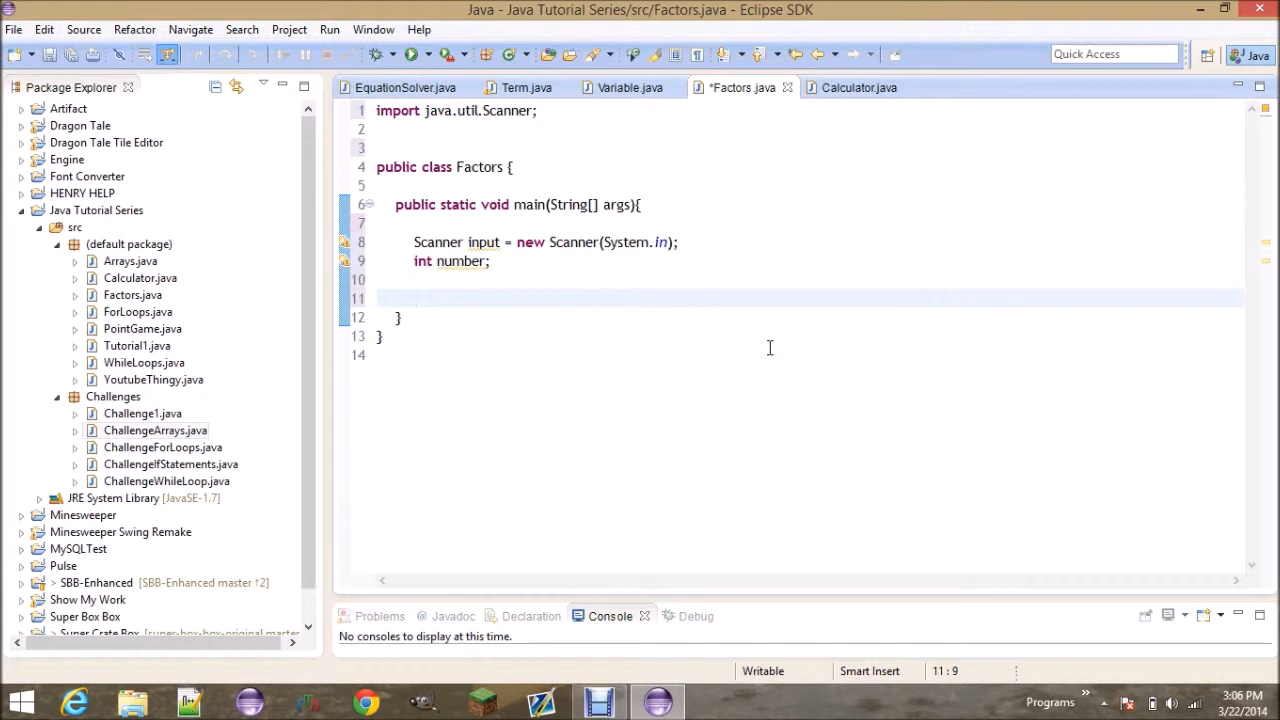 Java - Java Tutorial Series/src/Factors.java - Eclipse SDK
File Edit Source Refactor Navigate Search Project Run Window Help
Quick Access
Java
Package Explorer
EquationSolver.java
Term.java
Variable.java
*Factors.java
Calculator.java
Artifact
Dragon Tale
Dragon Tale Tile Editor
Engine
Font Converter
HENRY HELP
Java Tutorial Series
src
(default package)
Arrays.java
Calculator.java
Factors.java
ForLoops.java
PointGame.java
Tutorial1.java
WhileLoops.java
YoutubeThingy.java
Challenges
Challenge1.java
ChallengeArrays.java
ChallengeForLoops.java
ChallengeIfStatements.java
ChallengeWhileLoop.java
JRE System Library [JavaSE-1.7]
Minesweeper
Minesweeper Swing Remake
MySQLTest
Pulse
> SBB-Enhanced [SBB-Enhanced master ↑2]
Show My Work
Super Box Box
> Super Crate Box [super-box-box-original master
1 import java.util.Scanner;
2
3
4 public class Factors {
5
6 public static void main(String[] args){
7
8 Scanner input = new Scanner(System.in);
9 int number;
10
11
12 }
13 }
14
Problems
Javadoc
Declaration
Console
Debug
No consoles to display at this time.
Writable
Smart Insert
11 : 9
Programs
3:06 PM
3/22/2014